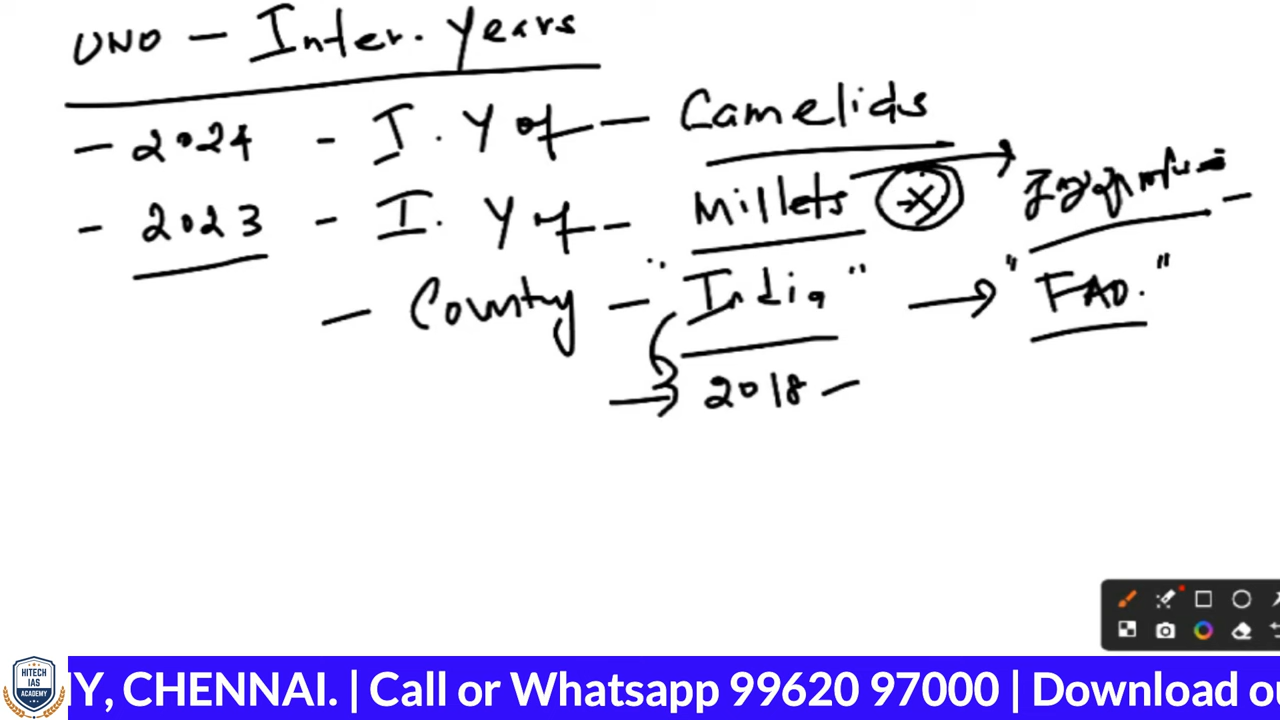 UNO - Inter. Years
- 2024 - I. Y of - Camelids
- 2023 - I. Y of - Millets →
- Country - "India" → "FAO."
→ 2018 -
HITECH IAS ACADEMY
Y, CHENNAI. | Call or Whatsapp 99620 97000 | Download o